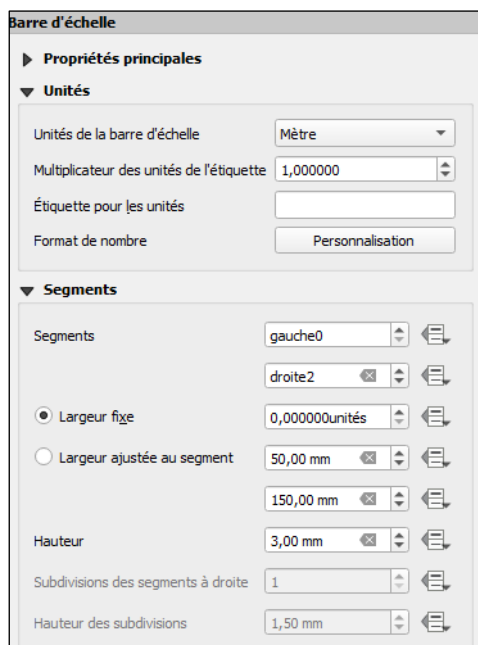 Barre d'échelle
Propriétés principales
Unités
Unités de la barre d'échelle Mètre
Multiplicateur des unités de l'étiquette 1,000000
Étiquette pour les unités
Format de nombre Personnalisation
Segments
Segments gauche0
droite2
Largeur fixe 0,000000unités
Largeur ajustée au segment 50,00 mm
150,00 mm
Hauteur 3,00 mm
Subdivisions des segments à droite 1
Hauteur des subdivisions 1,50 mm